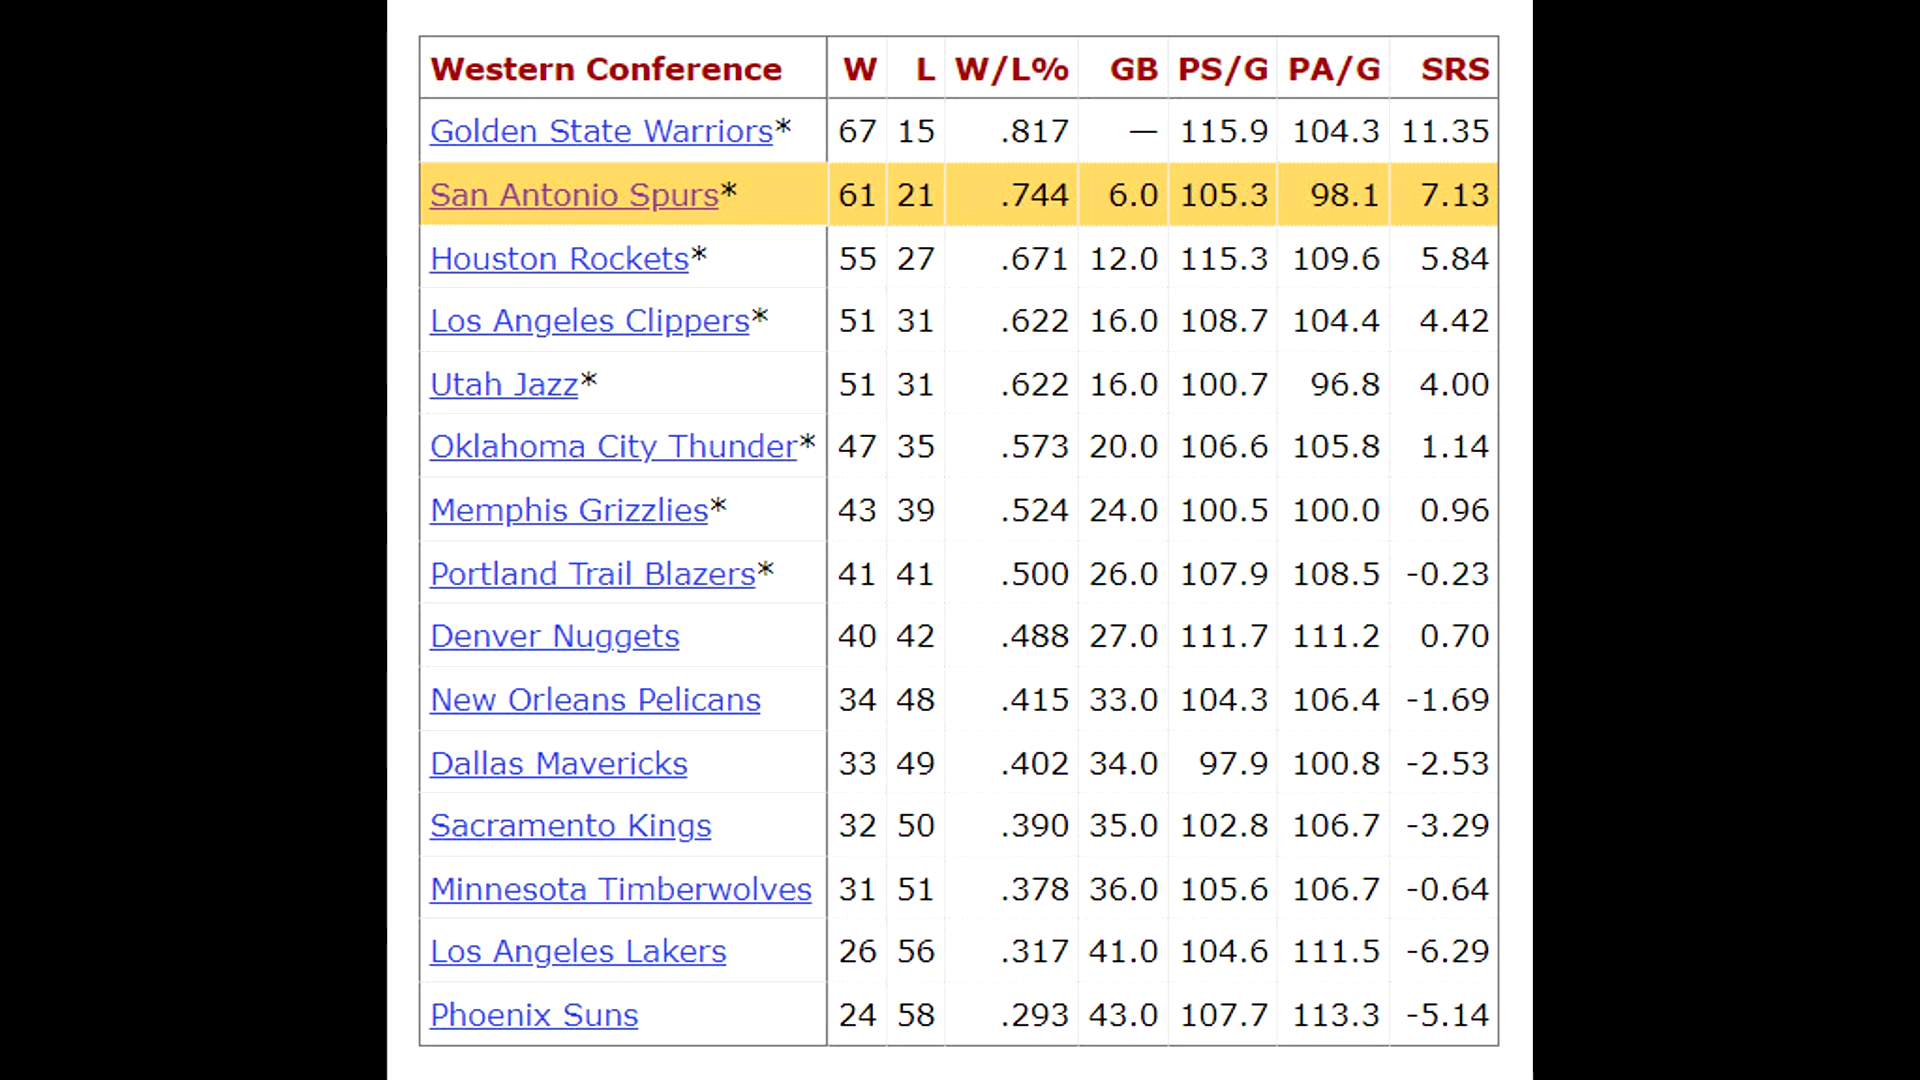 Western Conference W L W/L% GB PS/G PA/G SRS
Golden State Warriors* 67 15 .817 — 115.9 104.3 11.35
San Antonio Spurs* 61 21 .744 6.0 105.3 98.1 7.13
Houston Rockets* 55 27 .671 12.0 115.3 109.6 5.84
Los Angeles Clippers* 51 31 .622 16.0 108.7 104.4 4.42
Utah Jazz* 51 31 .622 16.0 100.7 96.8 4.00
Oklahoma City Thunder* 47 35 .573 20.0 106.6 105.8 1.14
Memphis Grizzlies* 43 39 .524 24.0 100.5 100.0 0.96
Portland Trail Blazers* 41 41 .500 26.0 107.9 108.5 -0.23
Denver Nuggets 40 42 .488 27.0 111.7 111.2 0.70
New Orleans Pelicans 34 48 .415 33.0 104.3 106.4 -1.69
Dallas Mavericks 33 49 .402 34.0 97.9 100.8 -2.53
Sacramento Kings 32 50 .390 35.0 102.8 106.7 -3.29
Minnesota Timberwolves 31 51 .378 36.0 105.6 106.7 -0.64
Los Angeles Lakers 26 56 .317 41.0 104.6 111.5 -6.29
Phoenix Suns 24 58 .293 43.0 107.7 113.3 -5.14